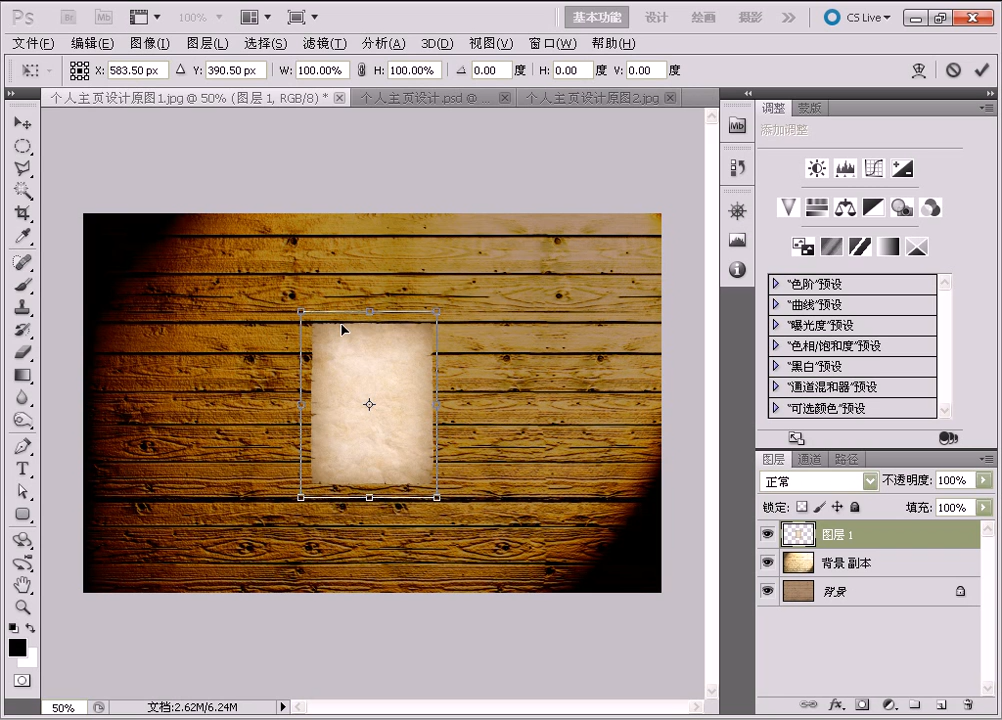 Ps Br Mb 100% 基本功能 设计 绘画 摄影 CS Live
文件(F) 编辑(E) 图像(I) 图层(L) 选择(S) 滤镜(T) 分析(A) 3D(D) 视图(V) 窗口(W) 帮助(H)
X: 583.50 px Y: 390.50 px W: 100.00% H: 100.00% 0.00 度 H: 0.00 度 V: 0.00 度
个人主页设计原图1.jpg @ 50% (图层 1, RGB/8) * 个人主页设计.psd @ ... 个人主页设计原图2.jpg
调整 蒙版
Mb
添加调整
“色阶”预设
“曲线”预设
“曝光度”预设
“色相/饱和度”预设
“黑白”预设
“通道混和器”预设
“可选颜色”预设
图层 通道 路径
正常 不透明度: 100%
锁定: 填充: 100%
图层 1
背景 副本
背景
T
50% 文档:2.62M/6.24M
fx